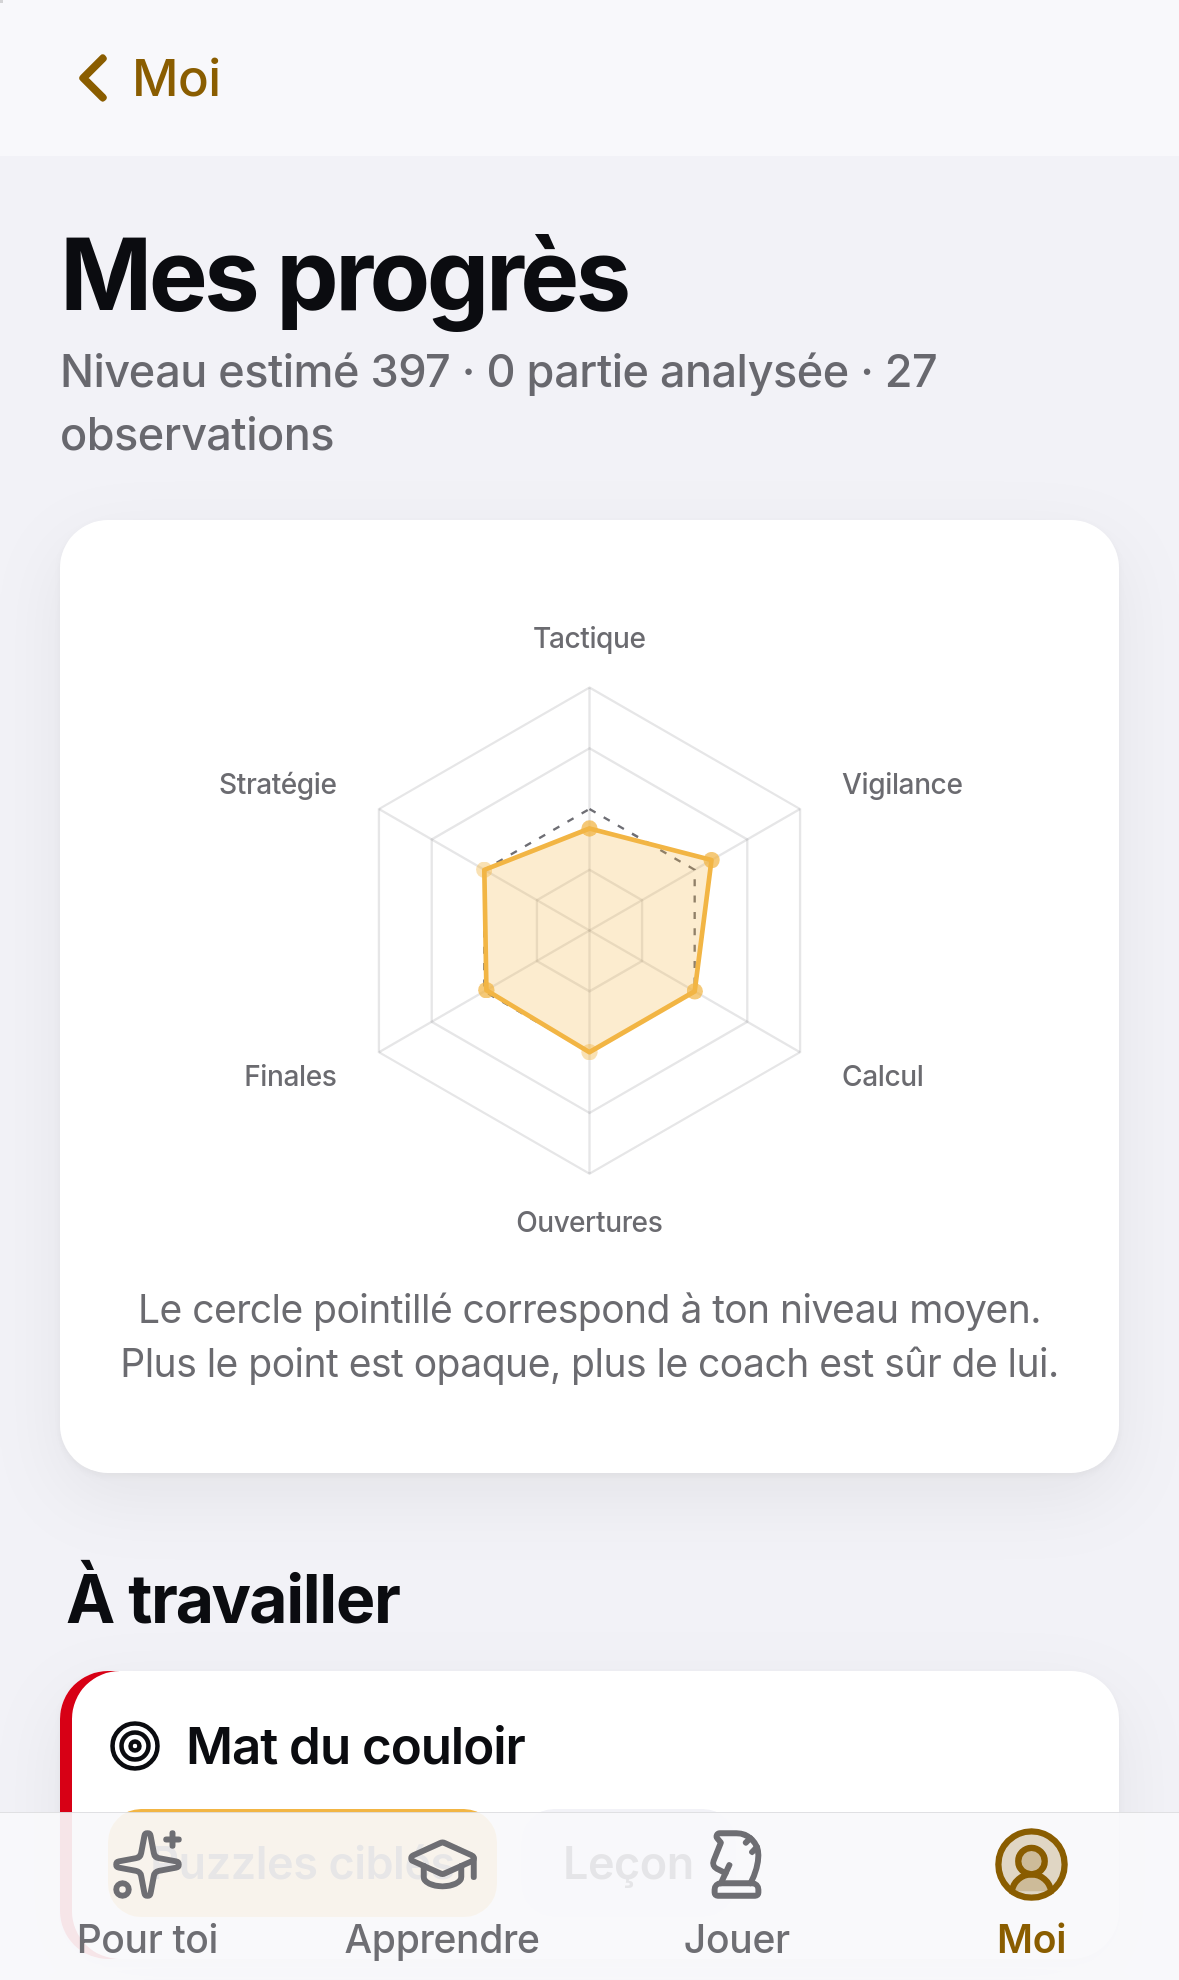 Moi
Mes progrès
Niveau estimé 397 · 0 partie analysée · 27
observations
Tactique
Stratégie
Vigilance
Finales
Calcul
Ouvertures
Le cercle pointillé correspond à ton niveau moyen.
Plus le point est opaque, plus le coach est sûr de lui.
À travailler
Mat du couloir
Puzzles ciblés
Leçon
Pour toi
Apprendre
Jouer
Moi